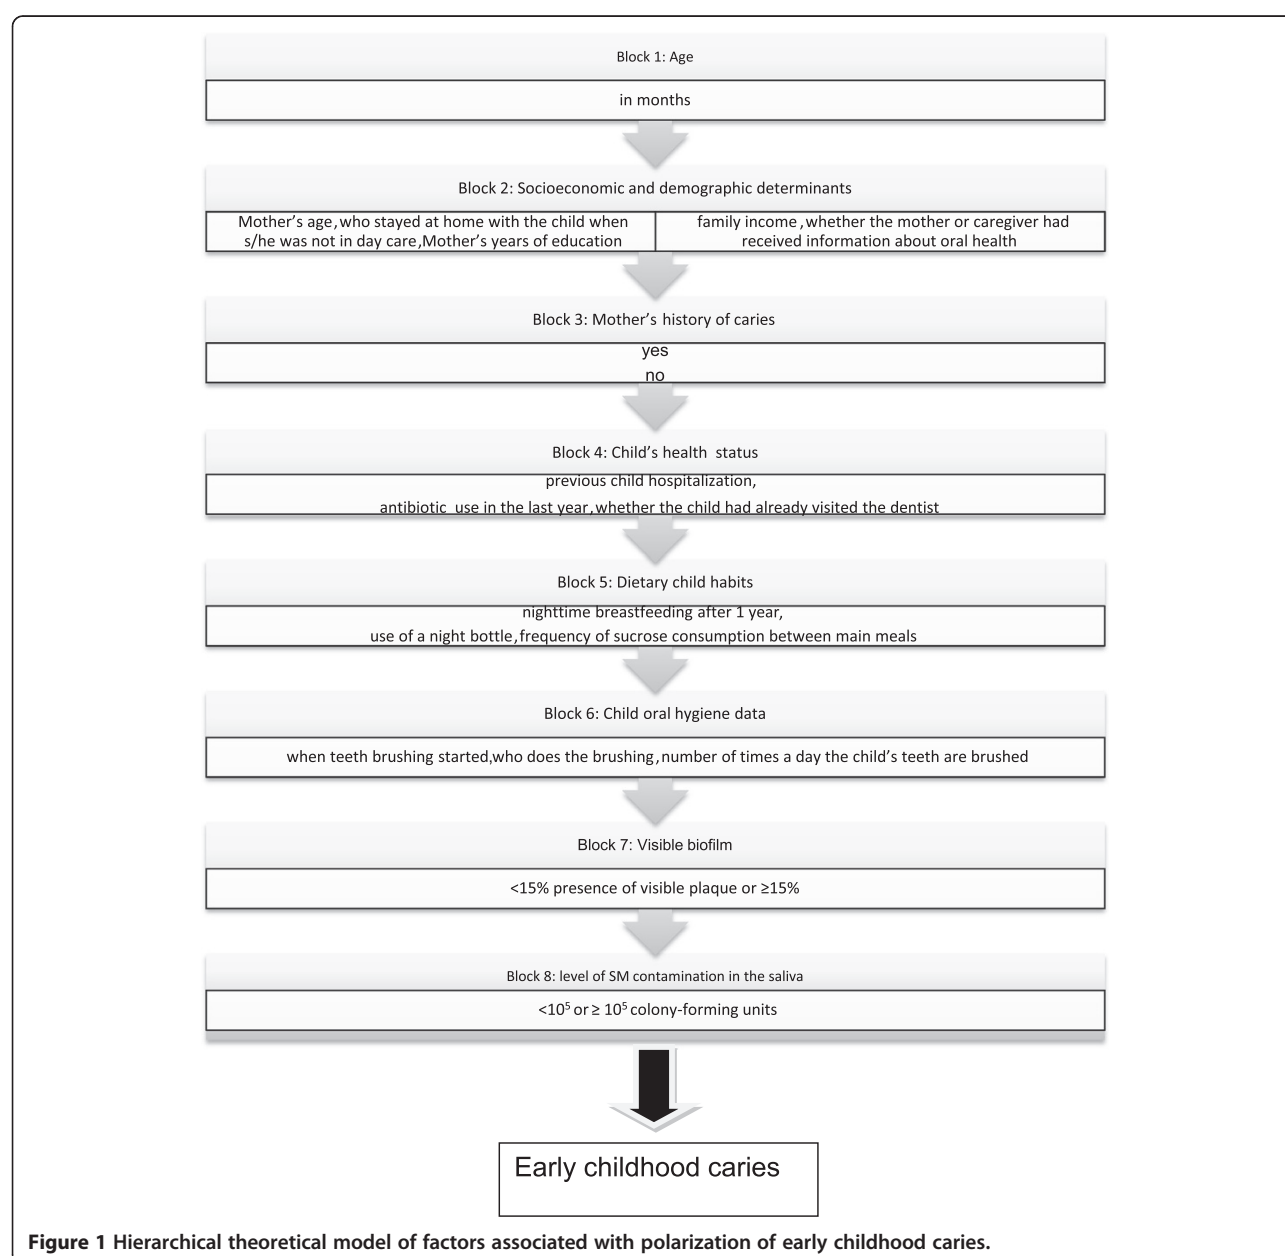 Block 1: Age
in months
Block 2: Socioeconomic and demographic determinants
Mother’s age, who stayed at home with the child when
s/he was not in day care, Mother’s years of education
family income, whether the mother or caregiver had
received information about oral health
Block 3: Mother’s history of caries
yes
no
Block 4: Child’s health status
previous child hospitalization,
antibiotic use in the last year, whether the child had already visited the dentist
Block 5: Dietary child habits
nighttime breastfeeding after 1 year,
use of a night bottle, frequency of sucrose consumption between main meals
Block 6: Child oral hygiene data
when teeth brushing started,who does the brushing, number of times a day the child’s teeth are brushed
Block 7: Visible biofilm
<15% presence of visible plaque or ≥15%
Block 8: level of SM contamination in the saliva
<10⁵ or ≥ 10⁵ colony-forming units
Early childhood caries
Figure 1 Hierarchical theoretical model of factors associated with polarization of early childhood caries.